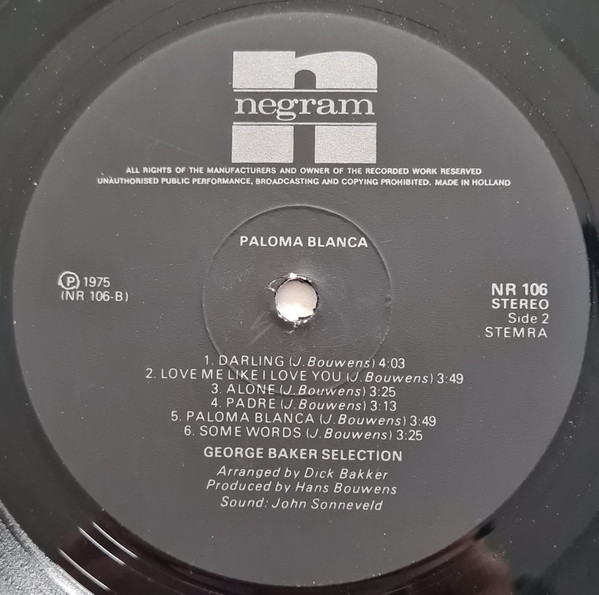 negram
ALL RIGHTS OF THE MANUFACTURERS AND OWNER OF THE RECORDED WORK RESERVED
UNAUTHORISED PUBLIC PERFORMANCE, BROADCASTING AND COPYING PROHIBITED. MADE IN HOLLAND
PALOMA BLANCA
Ⓟ 1975
(NR 106-B)
NR 106
STEREO
Side 2
STEMRA
1. DARLING (J. Bouwens) 4:03
2. LOVE ME LIKE I LOVE YOU (J. Bouwens) 3:49
3. ALONE (J. Bouwens) 3:25
4. PADRE (J. Bouwens) 3:13
5. PALOMA BLANCA (J. Bouwens) 3:49
6. SOME WORDS (J. Bouwens) 3:25
GEORGE BAKER SELECTION
Arranged by Dick Bakker
Produced by Hans Bouwens
Sound: John Sonneveld